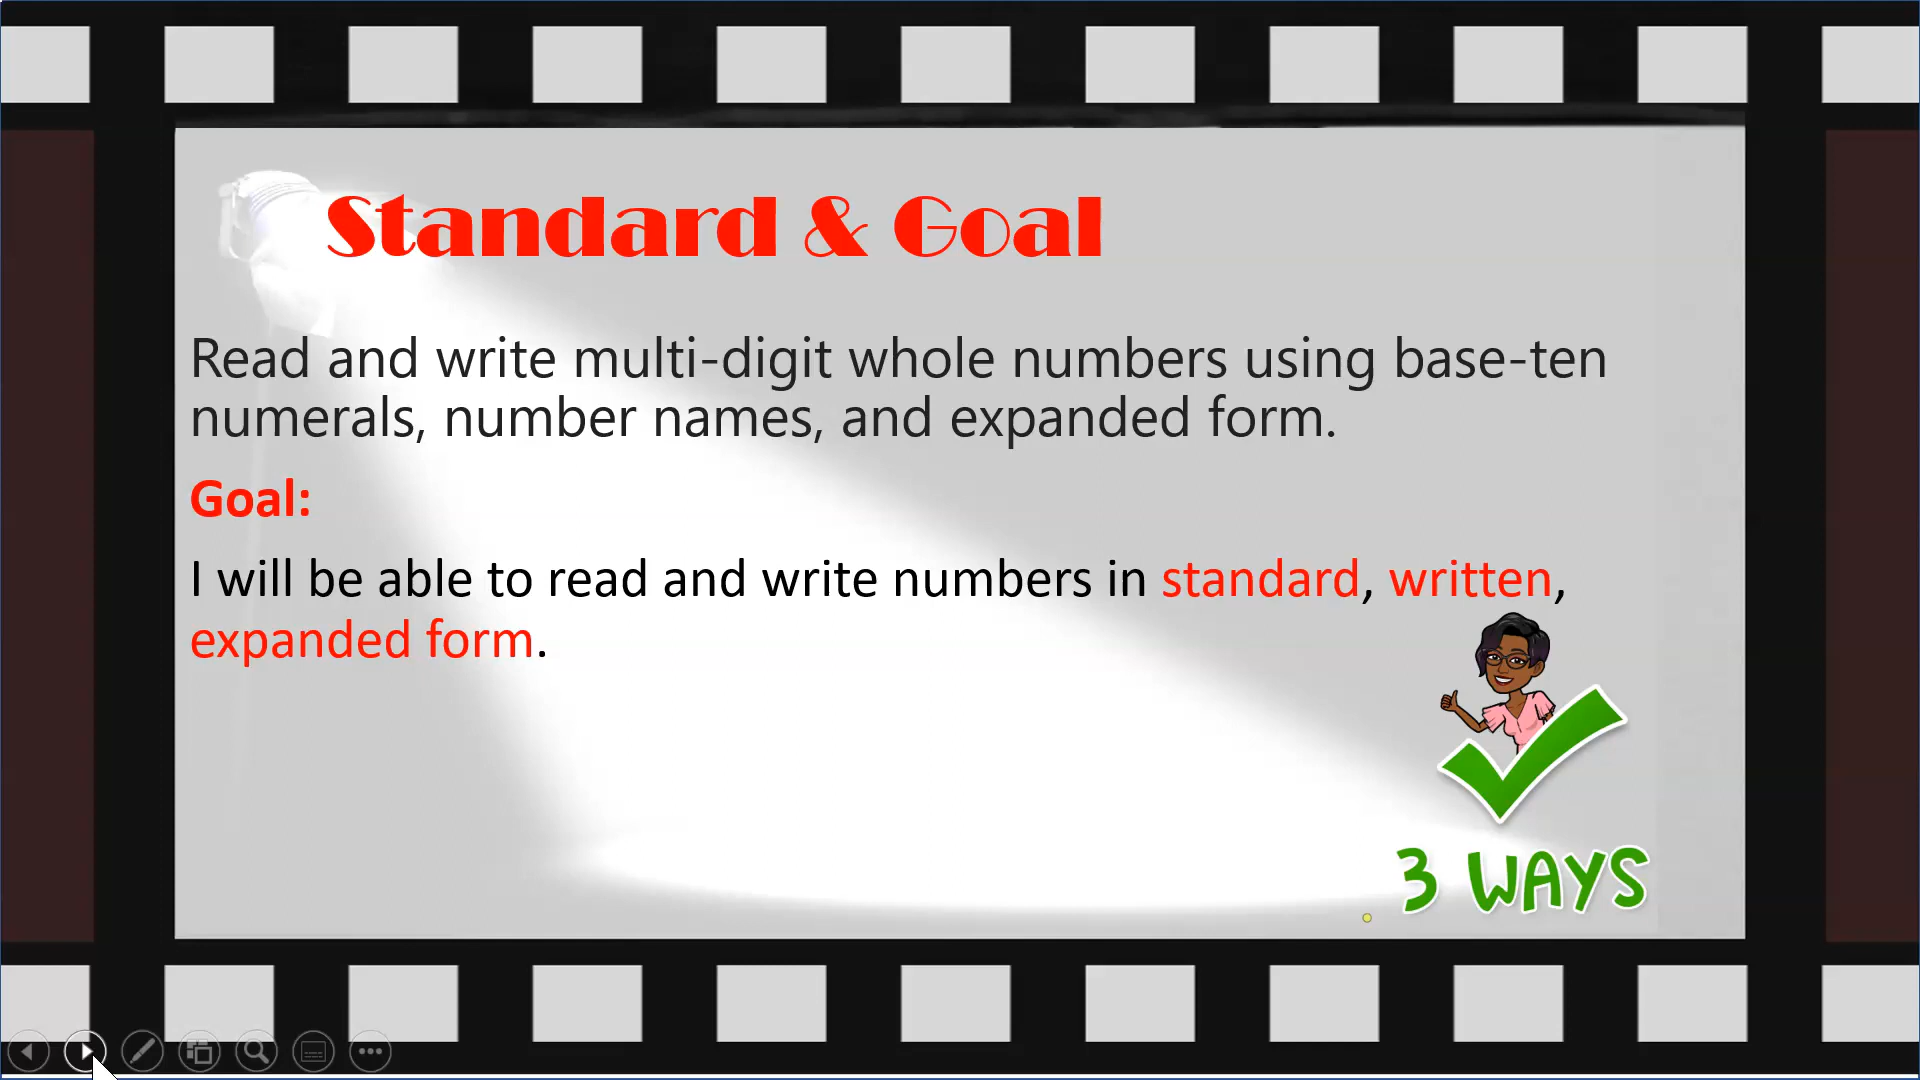 Standard & Goal
Read and write multi-digit whole numbers using base-ten
numerals, number names, and expanded form.
Goal:
I will be able to read and write numbers in standard, written,
expanded form.
3 WAYS